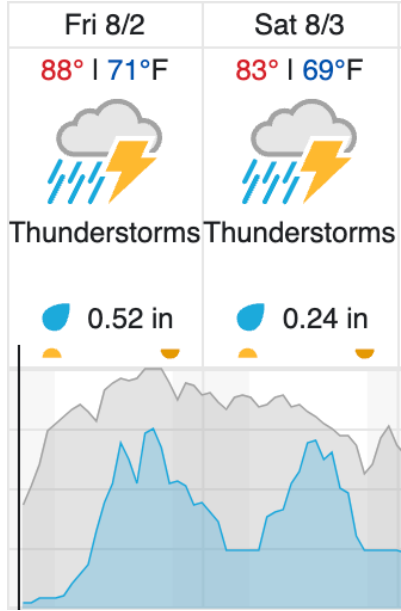 Fri 8/2
Sat 8/3
88° | 71°F
83° | 69°F
Thunderstorms
Thunderstorms
0.52 in
0.24 in